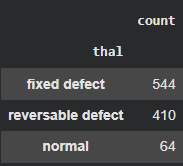 count
thal
fixed defect 544
reversable defect 410
normal 64